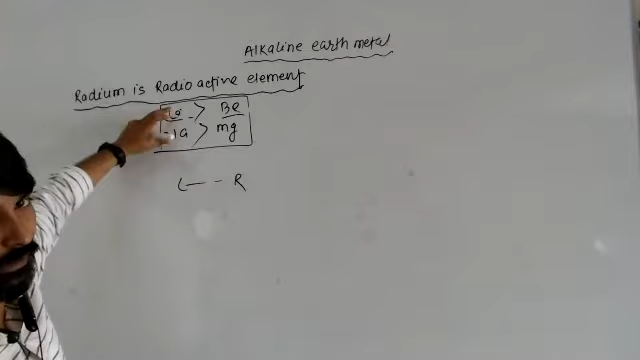 Alkaline earth metal
Radium is Radio active element
> Be
> mg
L - - R